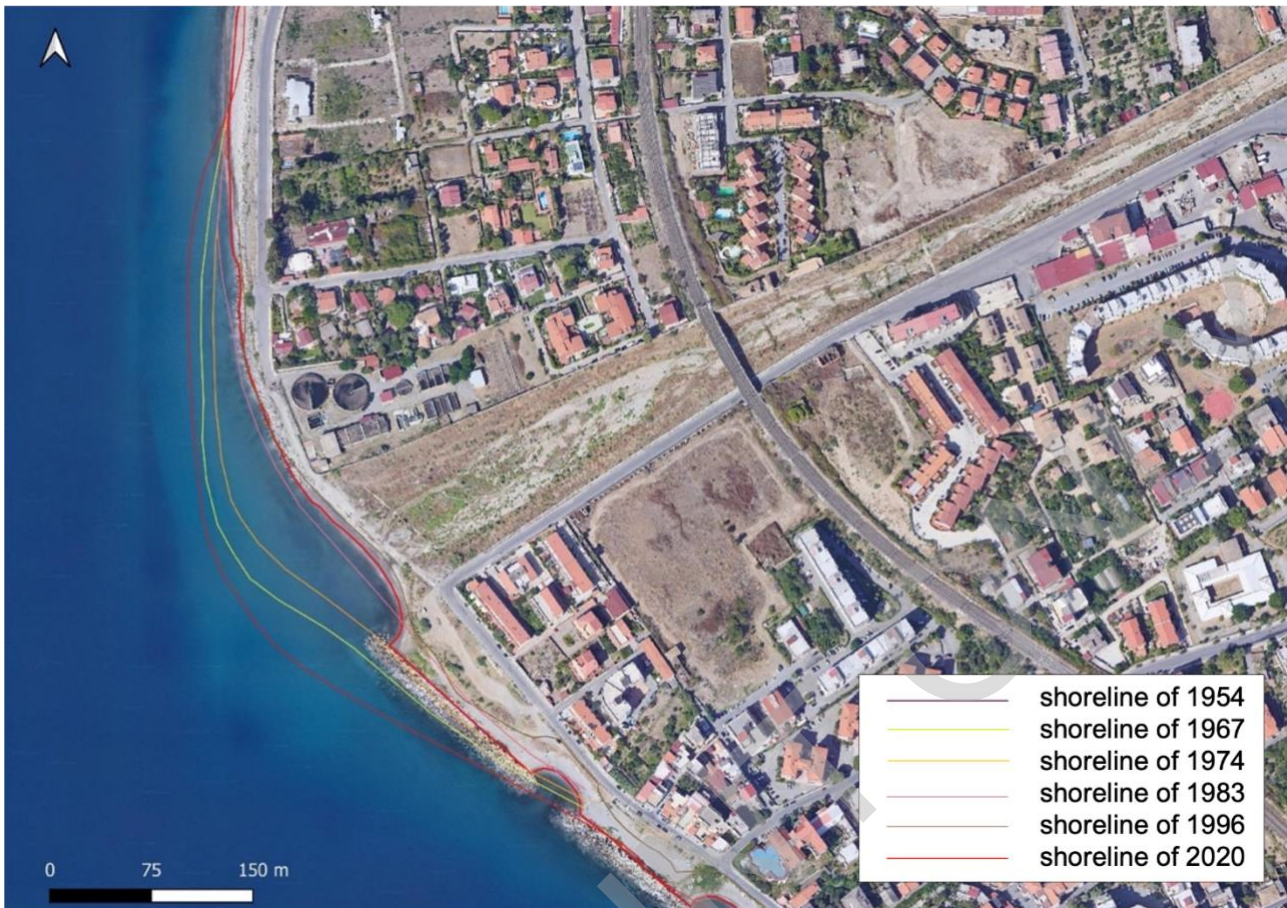 shoreline of 1954
shoreline of 1967
shoreline of 1974
shoreline of 1983
shoreline of 1996
shoreline of 2020
0 75 150 m